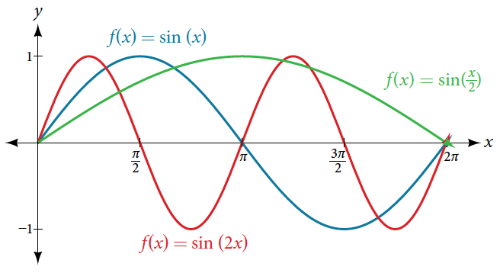 y
f(x) = sin (x)
1
f(x) = sin(x/2)
x
π/2
π
3π/2
2π
−1
f(x) = sin (2x)